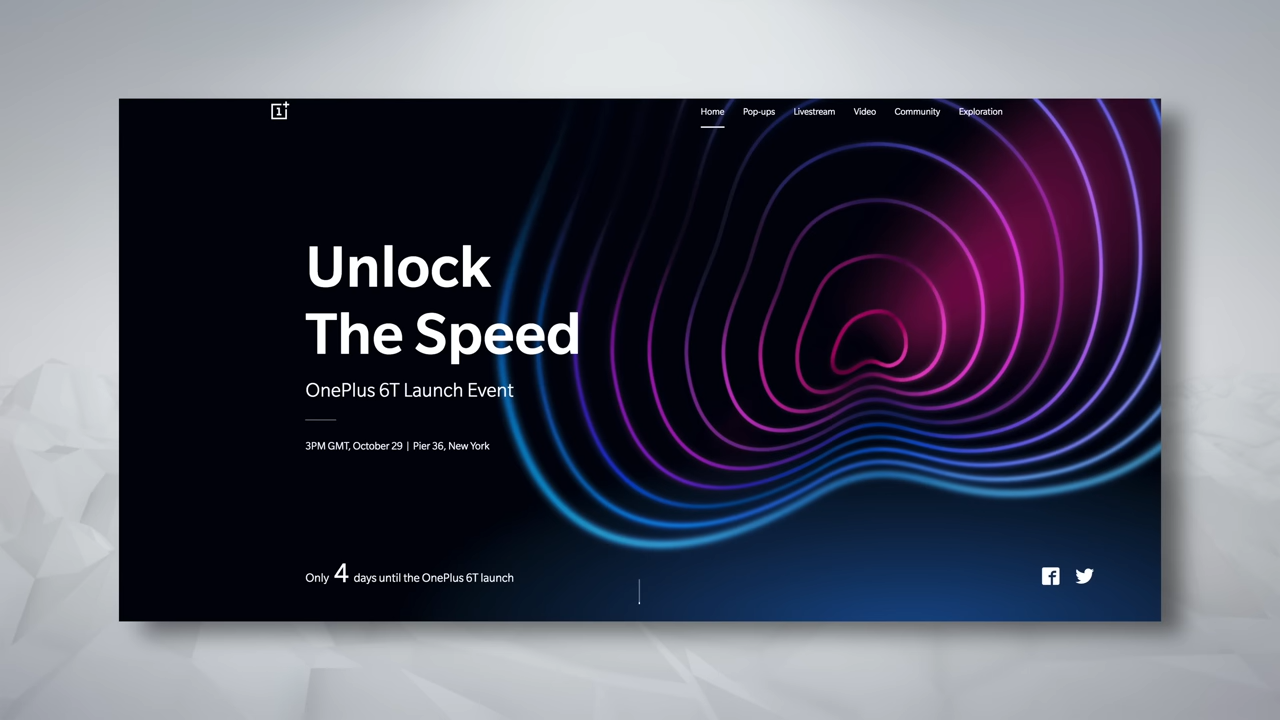 Home Pop-ups Livestream Video Community Exploration
Unlock
The Speed
OnePlus 6T Launch Event
3PM GMT, October 29 | Pier 36, New York
Only 4 days until the OnePlus 6T launch